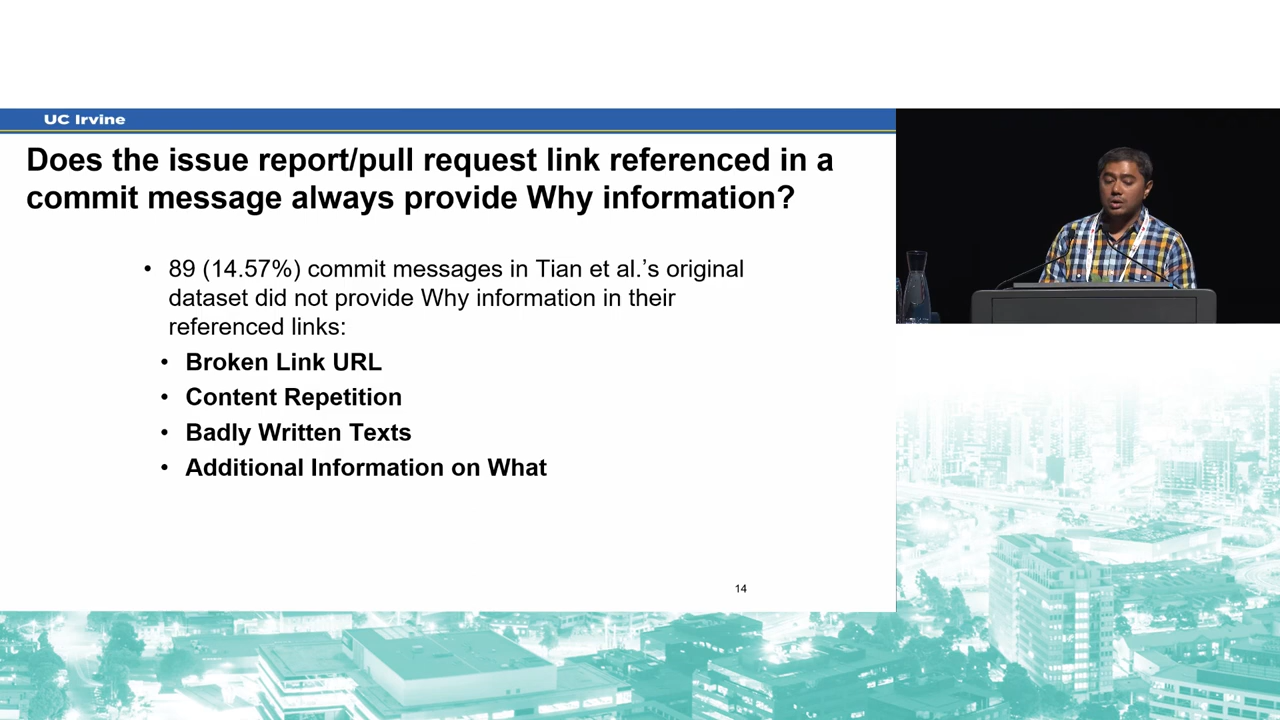 UC Irvine
Does the issue report/pull request link referenced in a
commit message always provide Why information?
• 89 (14.57%) commit messages in Tian et al.’s original
dataset did not provide Why information in their
referenced links:
• Broken Link URL
• Content Repetition
• Badly Written Texts
• Additional Information on What
14